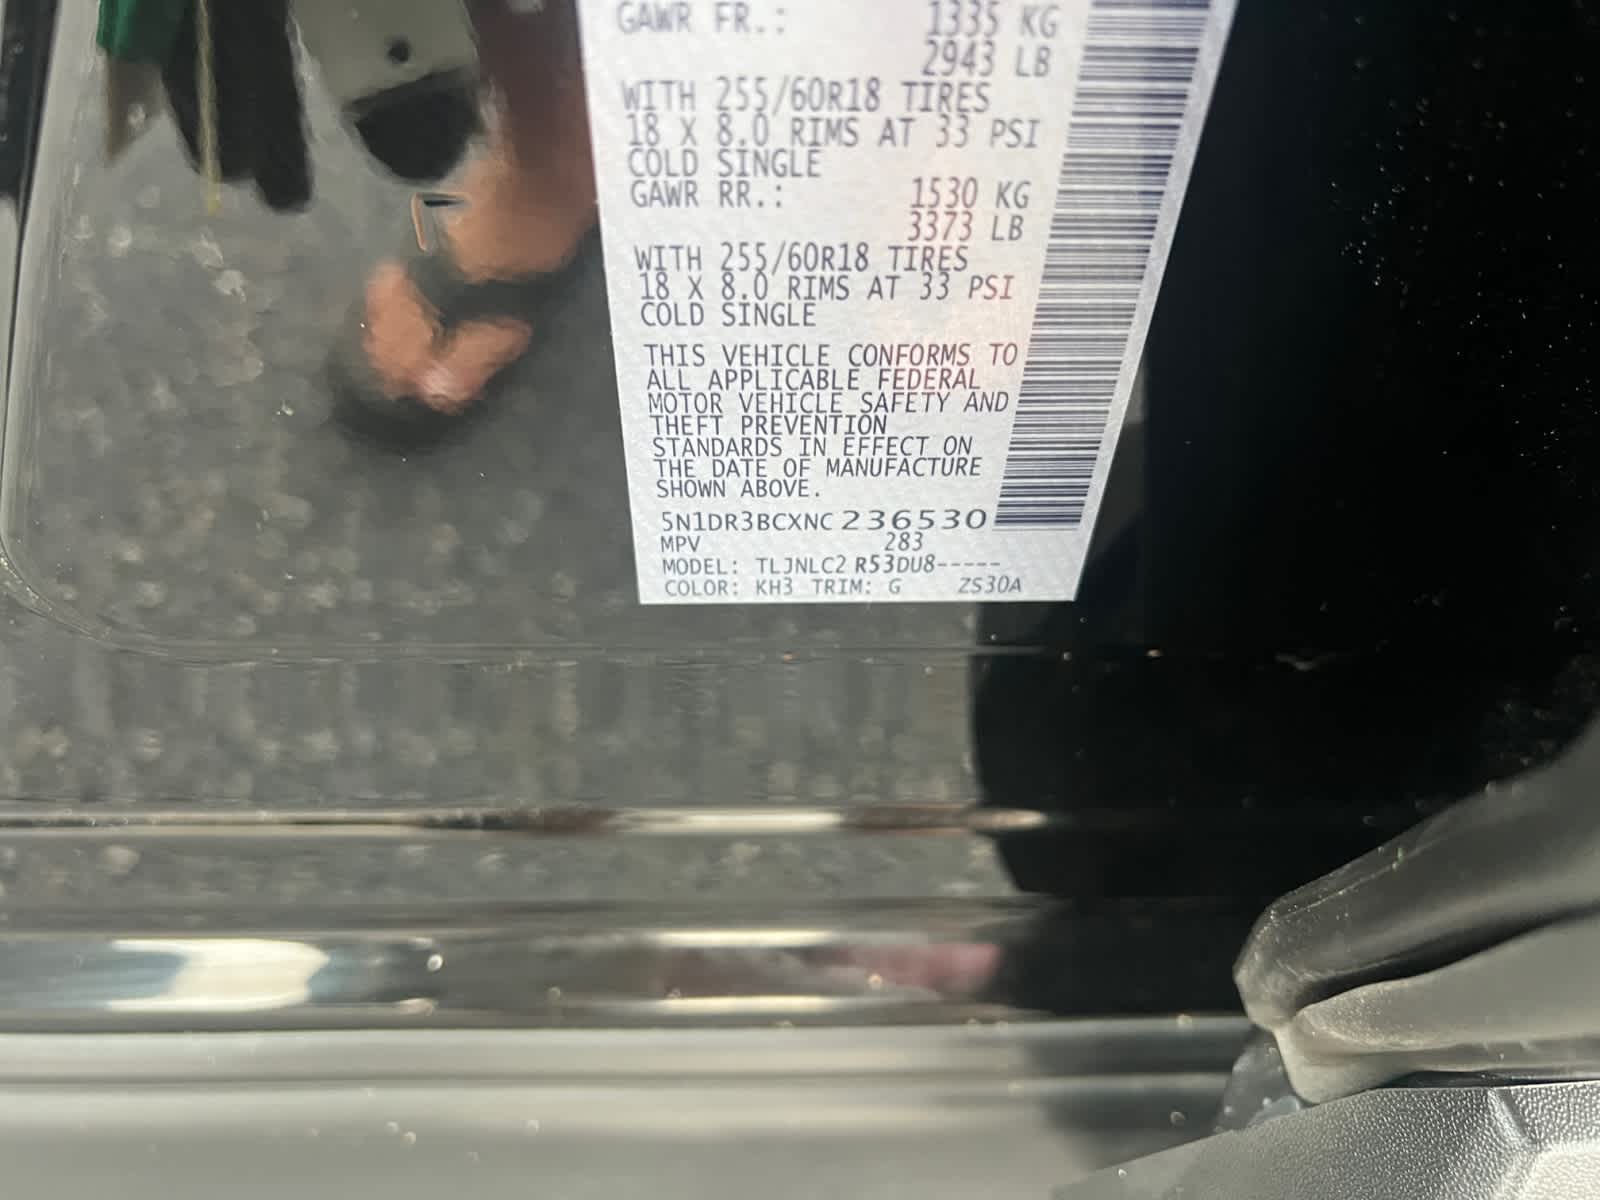 GAWR FR.: 1335 KG
2943 LB
WITH 255/60R18 TIRES
18 X 8.0 RIMS AT 33 PSI
COLD SINGLE
GAWR RR.: 1530 KG
3373 LB
WITH 255/60R18 TIRES
18 X 8.0 RIMS AT 33 PSI
COLD SINGLE
THIS VEHICLE CONFORMS TO
ALL APPLICABLE FEDERAL
MOTOR VEHICLE SAFETY AND
THEFT PREVENTION
STANDARDS IN EFFECT ON
THE DATE OF MANUFACTURE
SHOWN ABOVE.
5N1DR3BCXNC236530
MPV 283
MODEL: TLJNLC2 R53DU8-----
COLOR: KH3 TRIM: G ZS30A